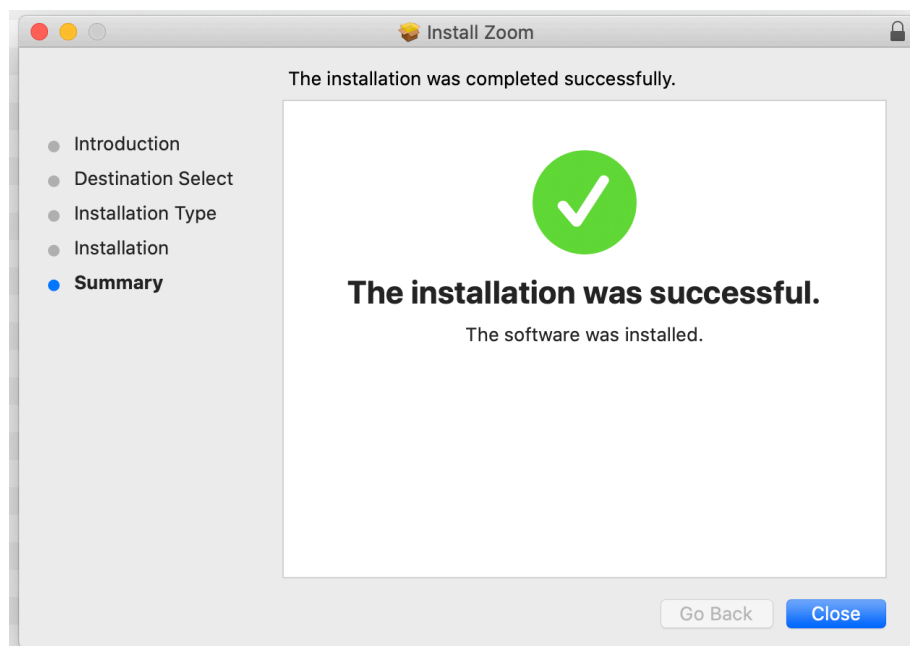 Install Zoom
The installation was completed successfully.
Introduction
Destination Select
Installation Type
Installation
Summary
The installation was successful.
The software was installed.
Go Back
Close